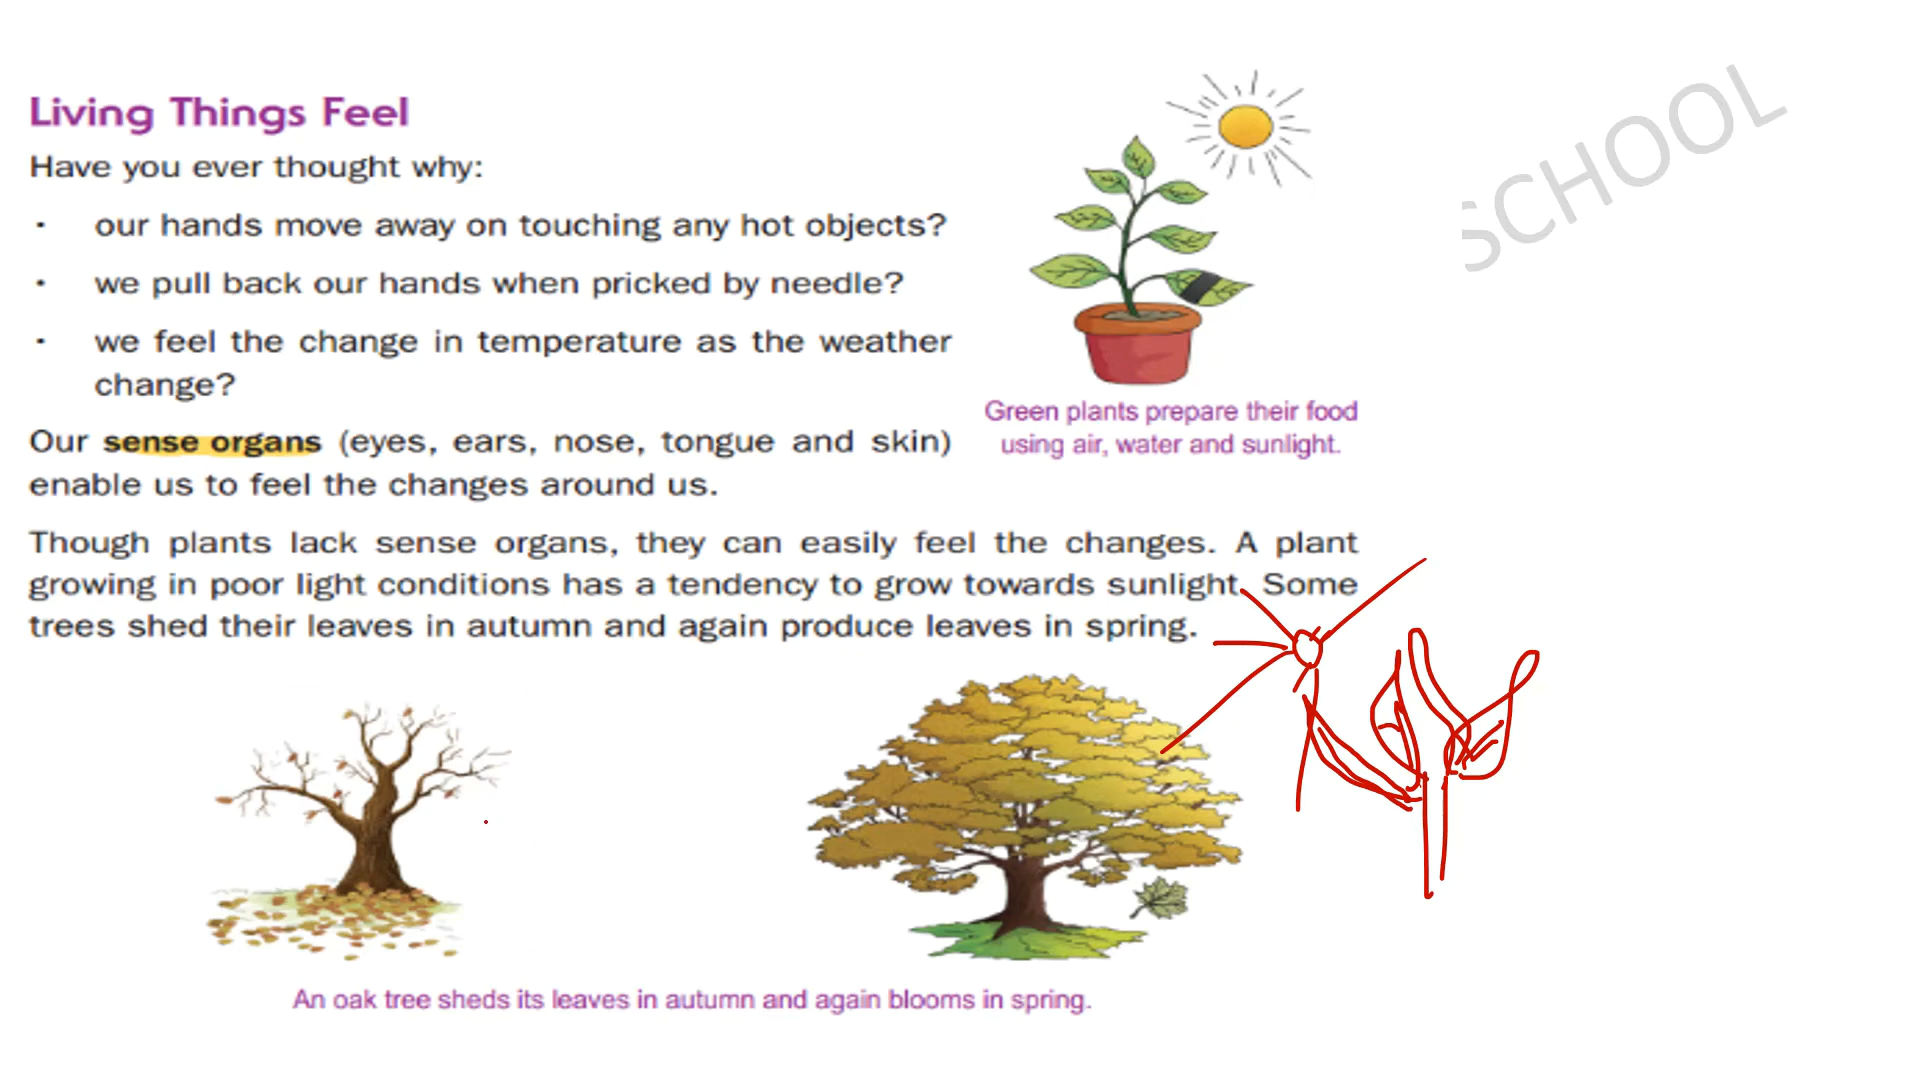 Living Things Feel
Have you ever thought why:
· our hands move away on touching any hot objects?
· we pull back our hands when pricked by needle?
· we feel the change in temperature as the weather
change?
Our sense organs (eyes, ears, nose, tongue and skin)
enable us to feel the changes around us.
Green plants prepare their food
using air, water and sunlight.
Though plants lack sense organs, they can easily feel the changes. A plant
growing in poor light conditions has a tendency to grow towards sunlight. Some
trees shed their leaves in autumn and again produce leaves in spring.
An oak tree sheds its leaves in autumn and again blooms in spring.
SCHOOL